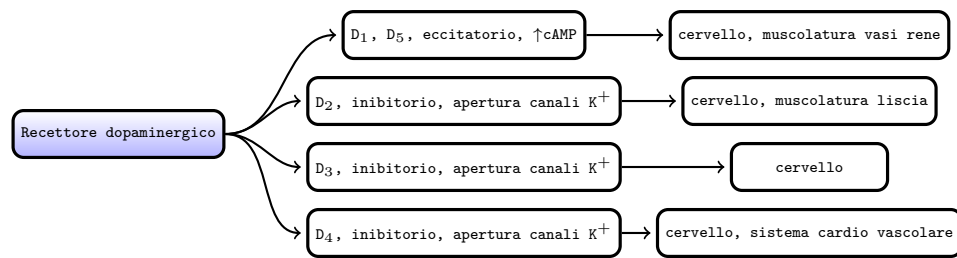 D₁, D₅, eccitatorio, ↑cAMP
cervello, muscolatura vasi rene
D₂, inibitorio, apertura canali K⁺
cervello, muscolatura liscia
Recettore dopaminergico
D₃, inibitorio, apertura canali K⁺
cervello
D₄, inibitorio, apertura canali K⁺
cervello, sistema cardio vascolare